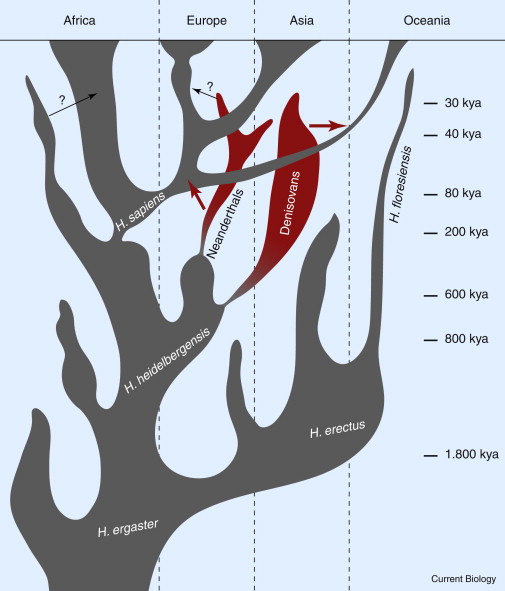 Africa
Europe
Asia
Oceania
?
?
30 kya
40 kya
80 kya
200 kya
600 kya
800 kya
1.800 kya
H. sapiens
Neanderthals
Denisovans
H. floresiensis
H. heidelbergensis
H. erectus
H. ergaster
Current Biology